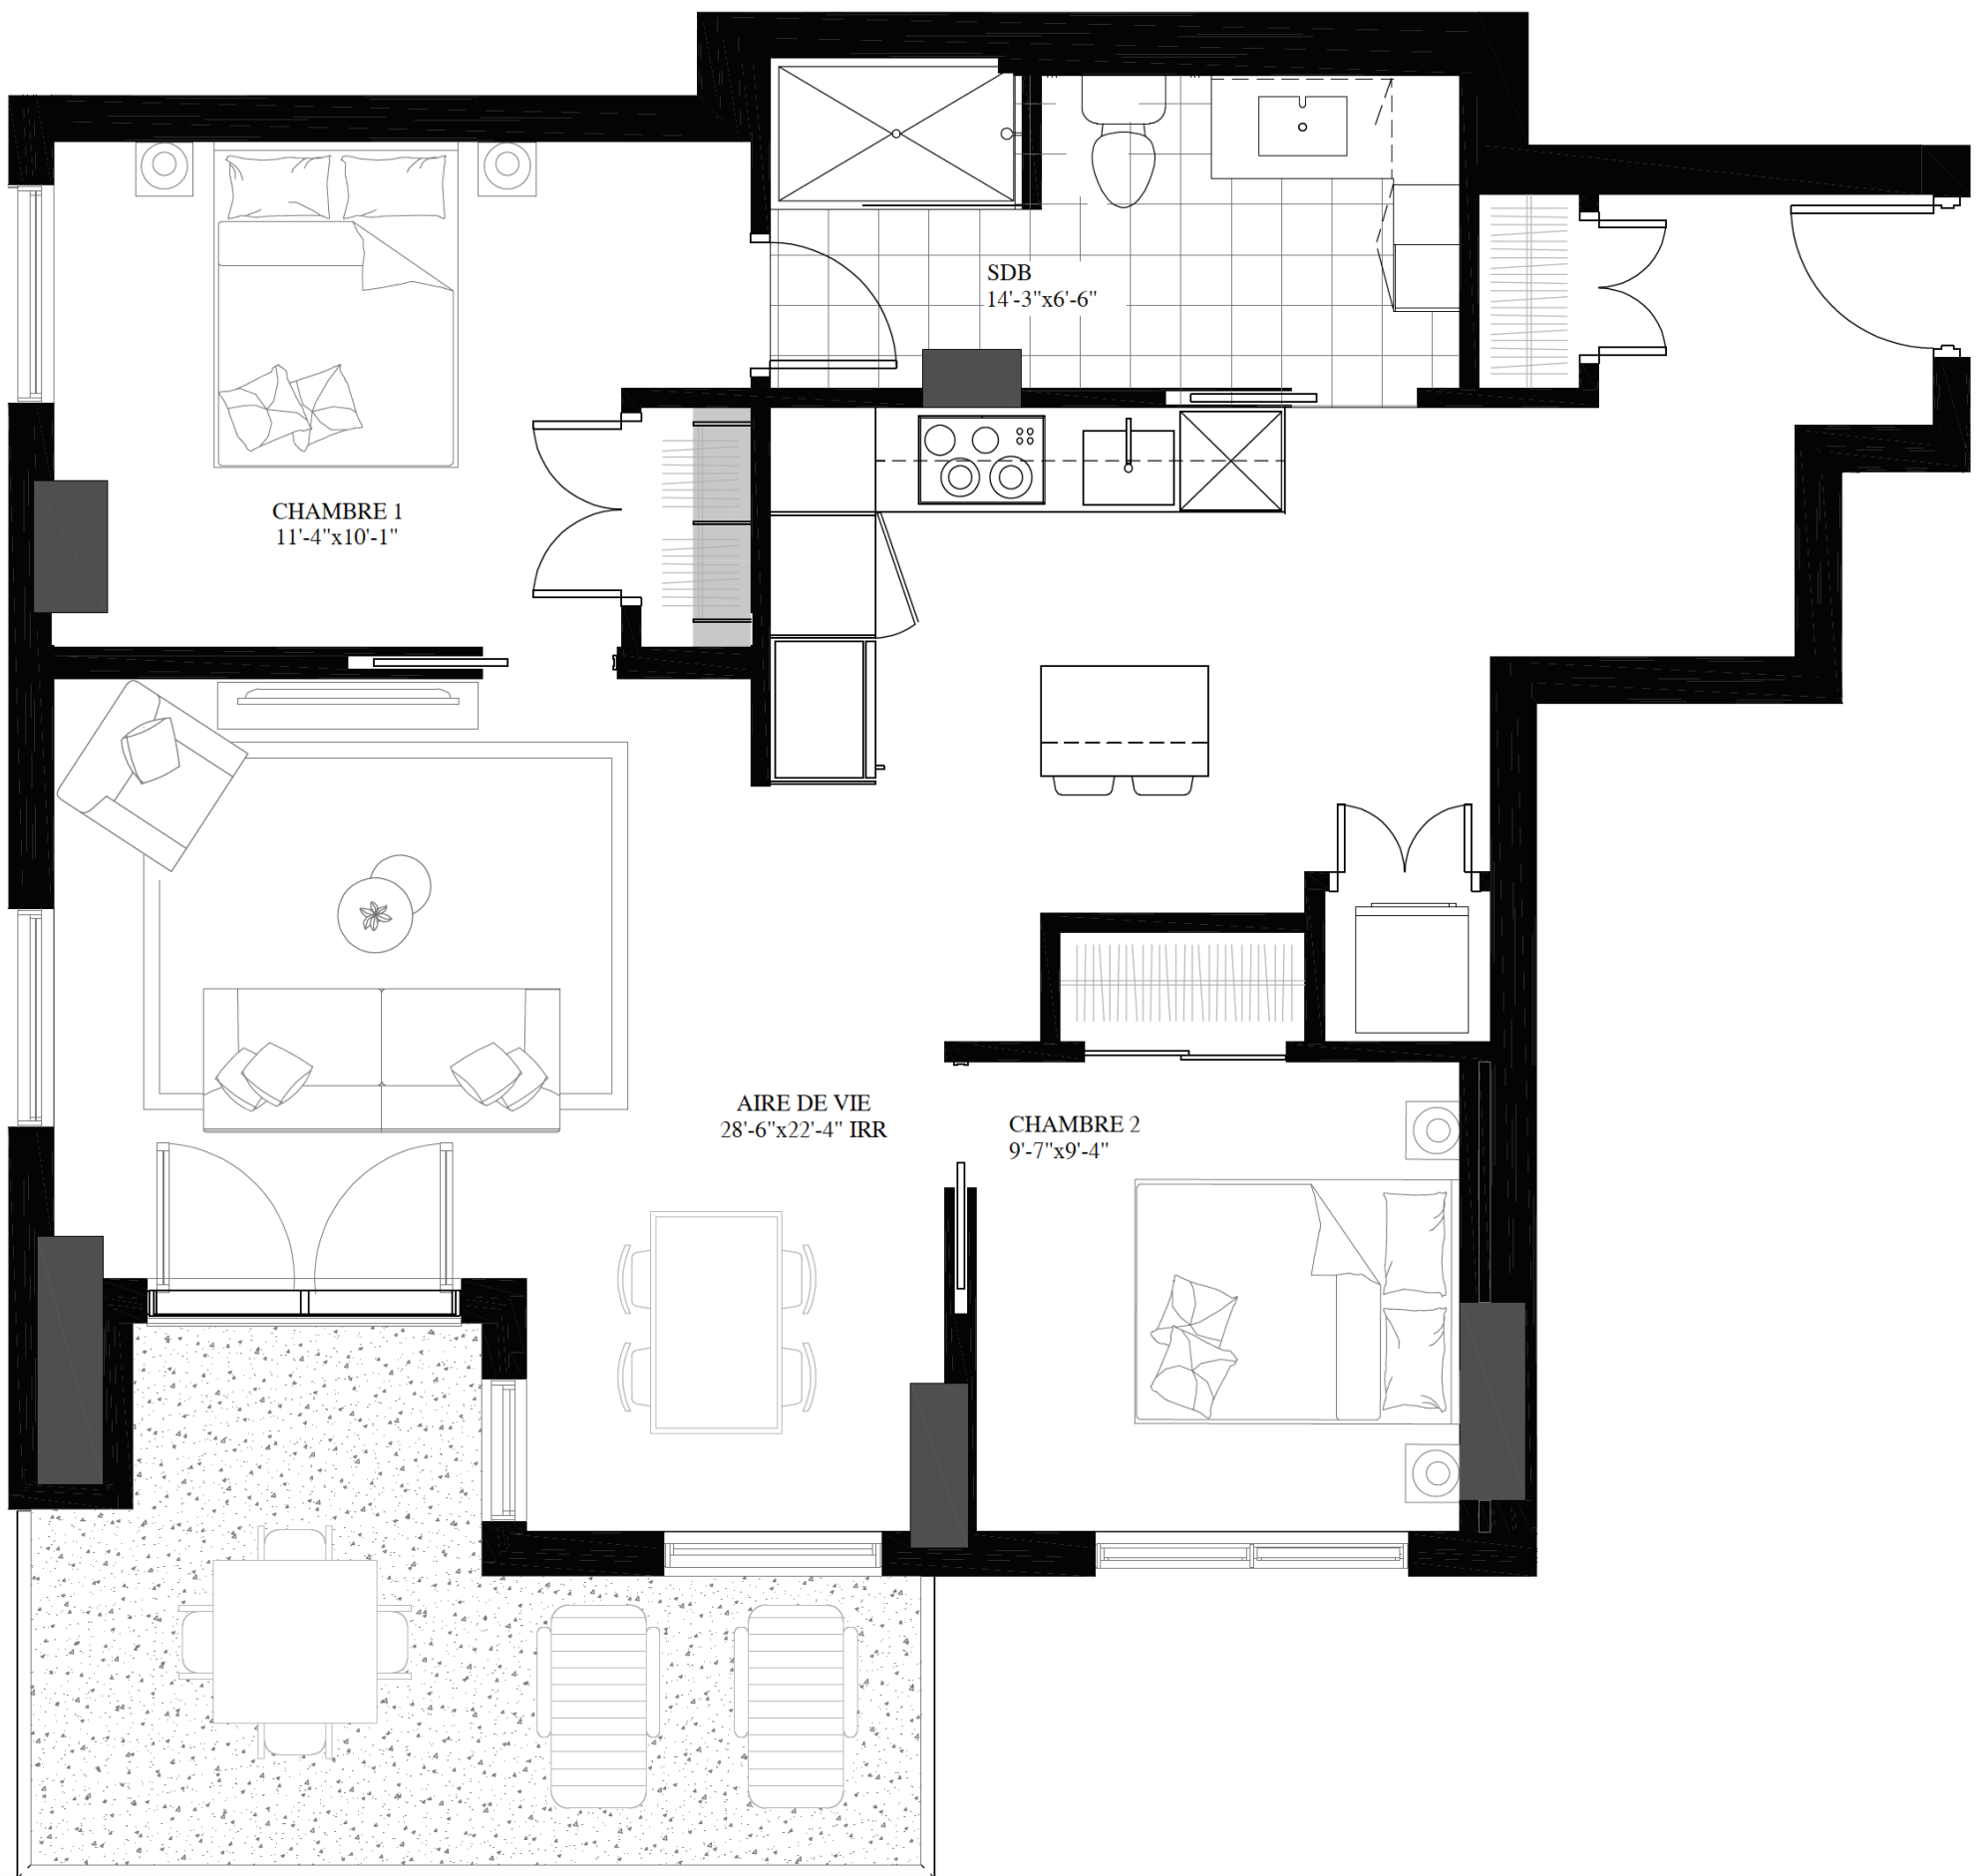 SDB
14'-3"x6'-6"
CHAMBRE 1
11'-4"x10'-1"
AIRE DE VIE
28'-6"x22'-4" IRR
CHAMBRE 2
9'-7"x9'-4"